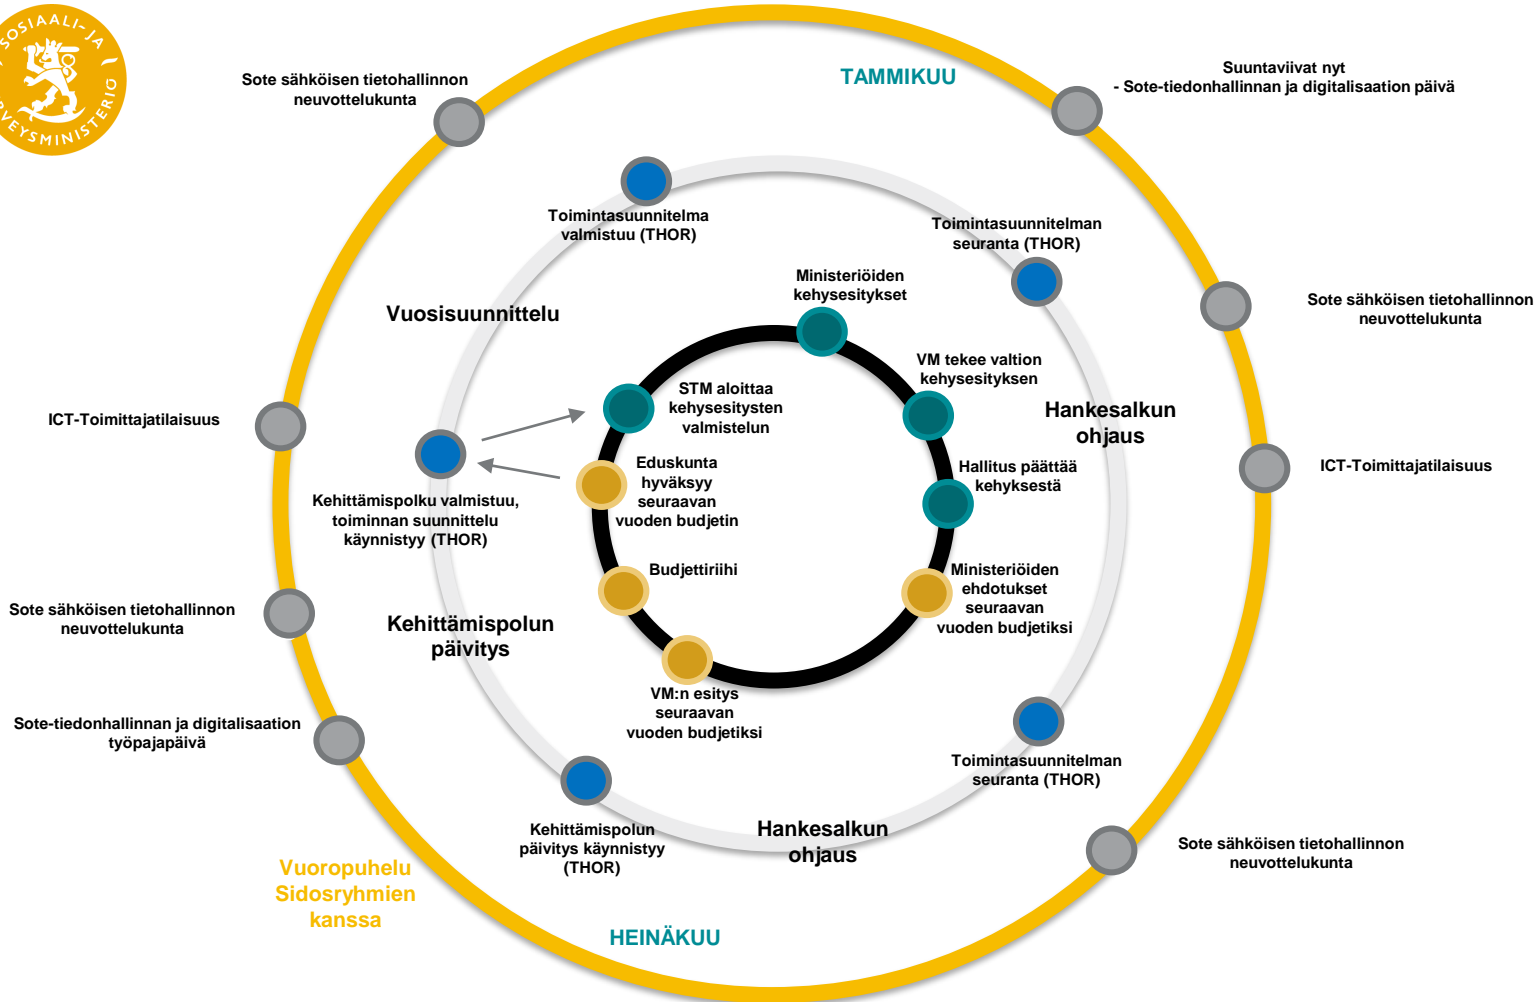 SOSIAALI- JA
TAMMIKUU
Suuntaviivat nyt
- Sote-tiedonhallinnan ja digitalisaation päivä
Sote sähköisen tietohallinnon
neuvottelukunta
Toimintasuunnitelma
valmistuu (THOR)
Toimintasuunnitelman
seuranta (THOR)
Ministeriöiden
kehysesitykset
Vuosisuunnittelu
Sote sähköisen tietohallinnon
neuvottelukunta
VM tekee valtion
kehysesityksen
STM aloittaa
kehysesitysten
valmistelun
Hankesalkun
ohjaus
ICT-Toimittajatilaisuus
Eduskunta
hyväksyy
seuraavan
vuoden budjetin
Hallitus päättää
kehyksestä
ICT-Toimittajatilaisuus
Kehittämispolku valmistuu,
toiminnan suunnittelu
käynnistyy (THOR)
Budjettiriihi
Ministeriöiden
ehdotukset
seuraavan
vuoden budjetiksi
Sote sähköisen tietohallinnon
neuvottelukunta
Kehittämispolun
päivitys
VM:n esitys
seuraavan
vuoden budjetiksi
Sote-tiedonhallinnan ja digitalisaation
työpajapäivä
Toimintasuunnitelman
seuranta (THOR)
Kehittämispolun
päivitys käynnistyy
(THOR)
Hankesalkun
ohjaus
Sote sähköisen tietohallinnon
neuvottelukunta
Vuoropuhelu
Sidosryhmien
kanssa
HEINÄKUU